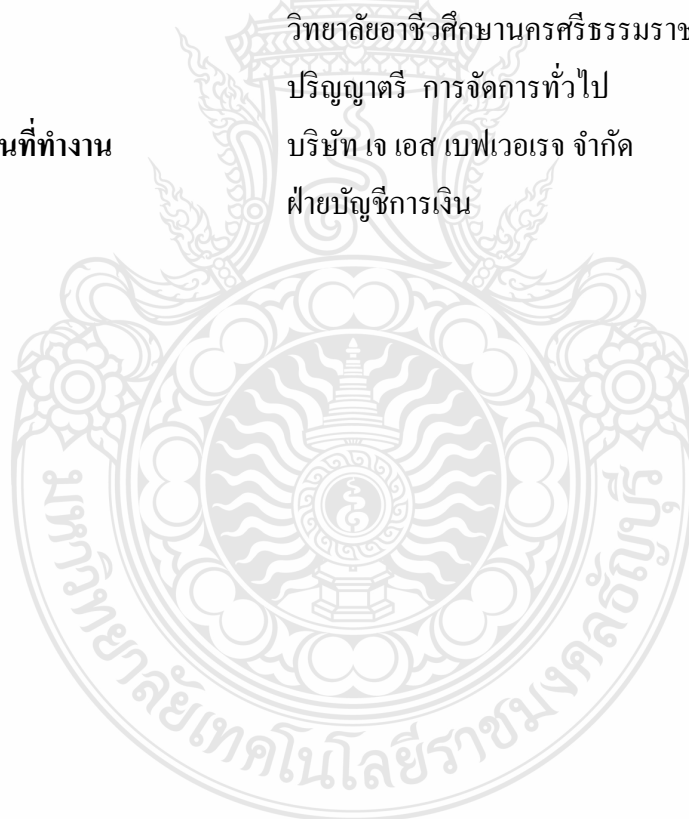 วิทยาลัยอาชีวศึกษานครศรีธรรมราช
ปริญญาตรี การจัดการทั่วไป
นที่ทำงาน บริษัท เจ เอส เบฟเวอเรจ จำกัด
ฝ่ายบัญชีการเงิน
มหาวิทยาลัยเทคโนโลยีราชมงคลธัญบุรี